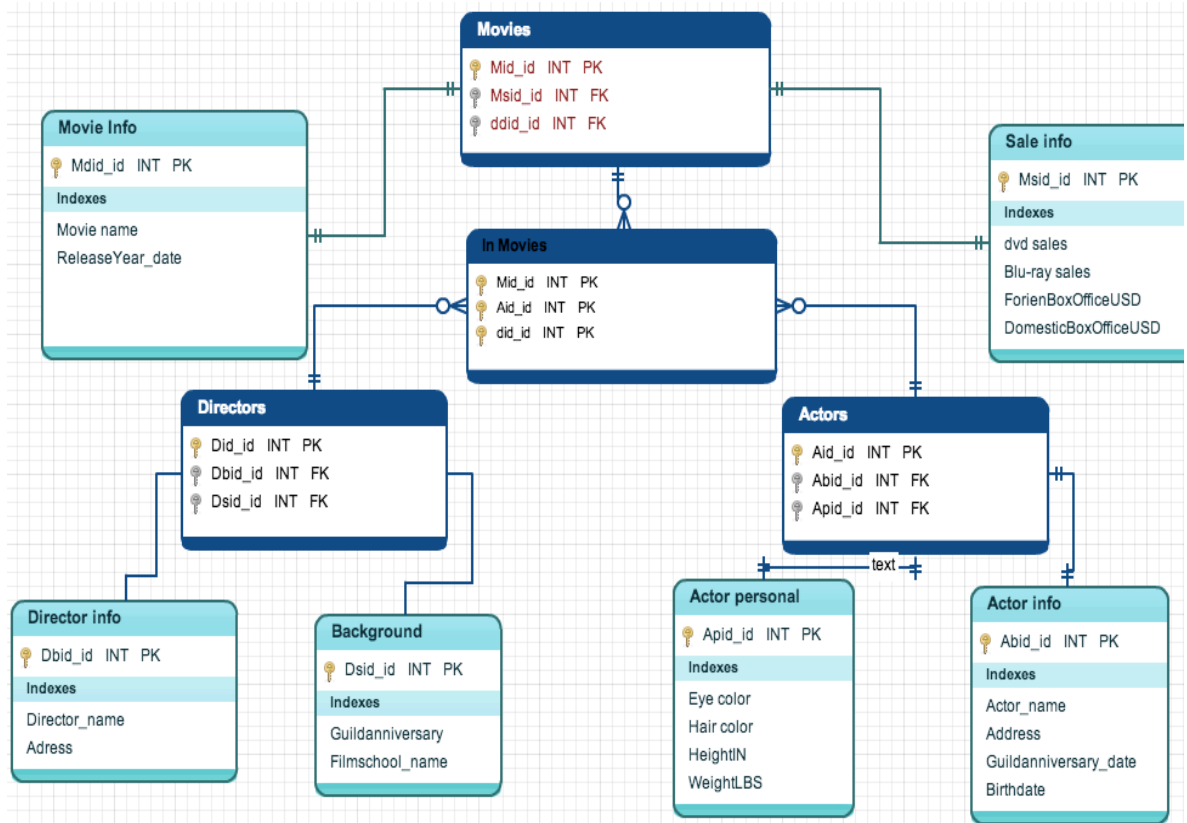 Movies
Mid_id INT PK
Msid_id INT FK
ddid_id INT FK
Movie Info
Mdid_id INT PK
Indexes
Movie name
ReleaseYear_date
Sale info
Msid_id INT PK
Indexes
dvd sales
Blu-ray sales
ForienBoxOfficeUSD
DomesticBoxOfficeUSD
In Movies
Mid_id INT PK
Aid_id INT PK
did_id INT PK
Directors
Did_id INT PK
Dbid_id INT FK
Dsid_id INT FK
Actors
Aid_id INT PK
Abid_id INT FK
Apid_id INT FK
text
Director info
Dbid_id INT PK
Indexes
Director_name
Adress
Background
Dsid_id INT PK
Indexes
Guildanniversary
Filmschool_name
Actor personal
Apid_id INT PK
Indexes
Eye color
Hair color
HeightIN
WeightLBS
Actor info
Abid_id INT PK
Indexes
Actor_name
Address
Guildanniversary_date
Birthdate